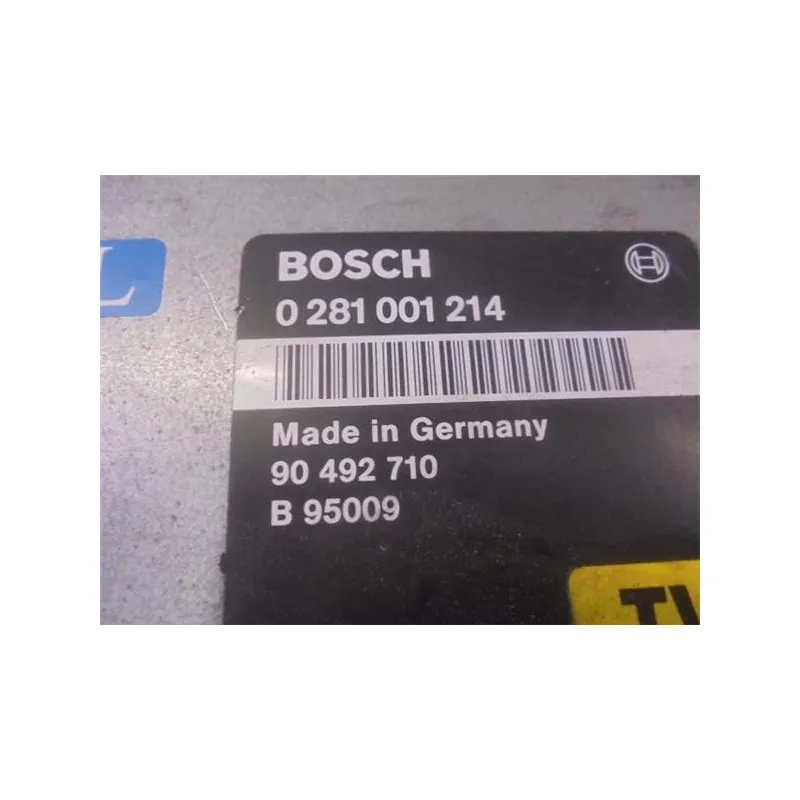 L
BOSCH
0 281 001 214
Made in Germany
90 492 710
B 95009